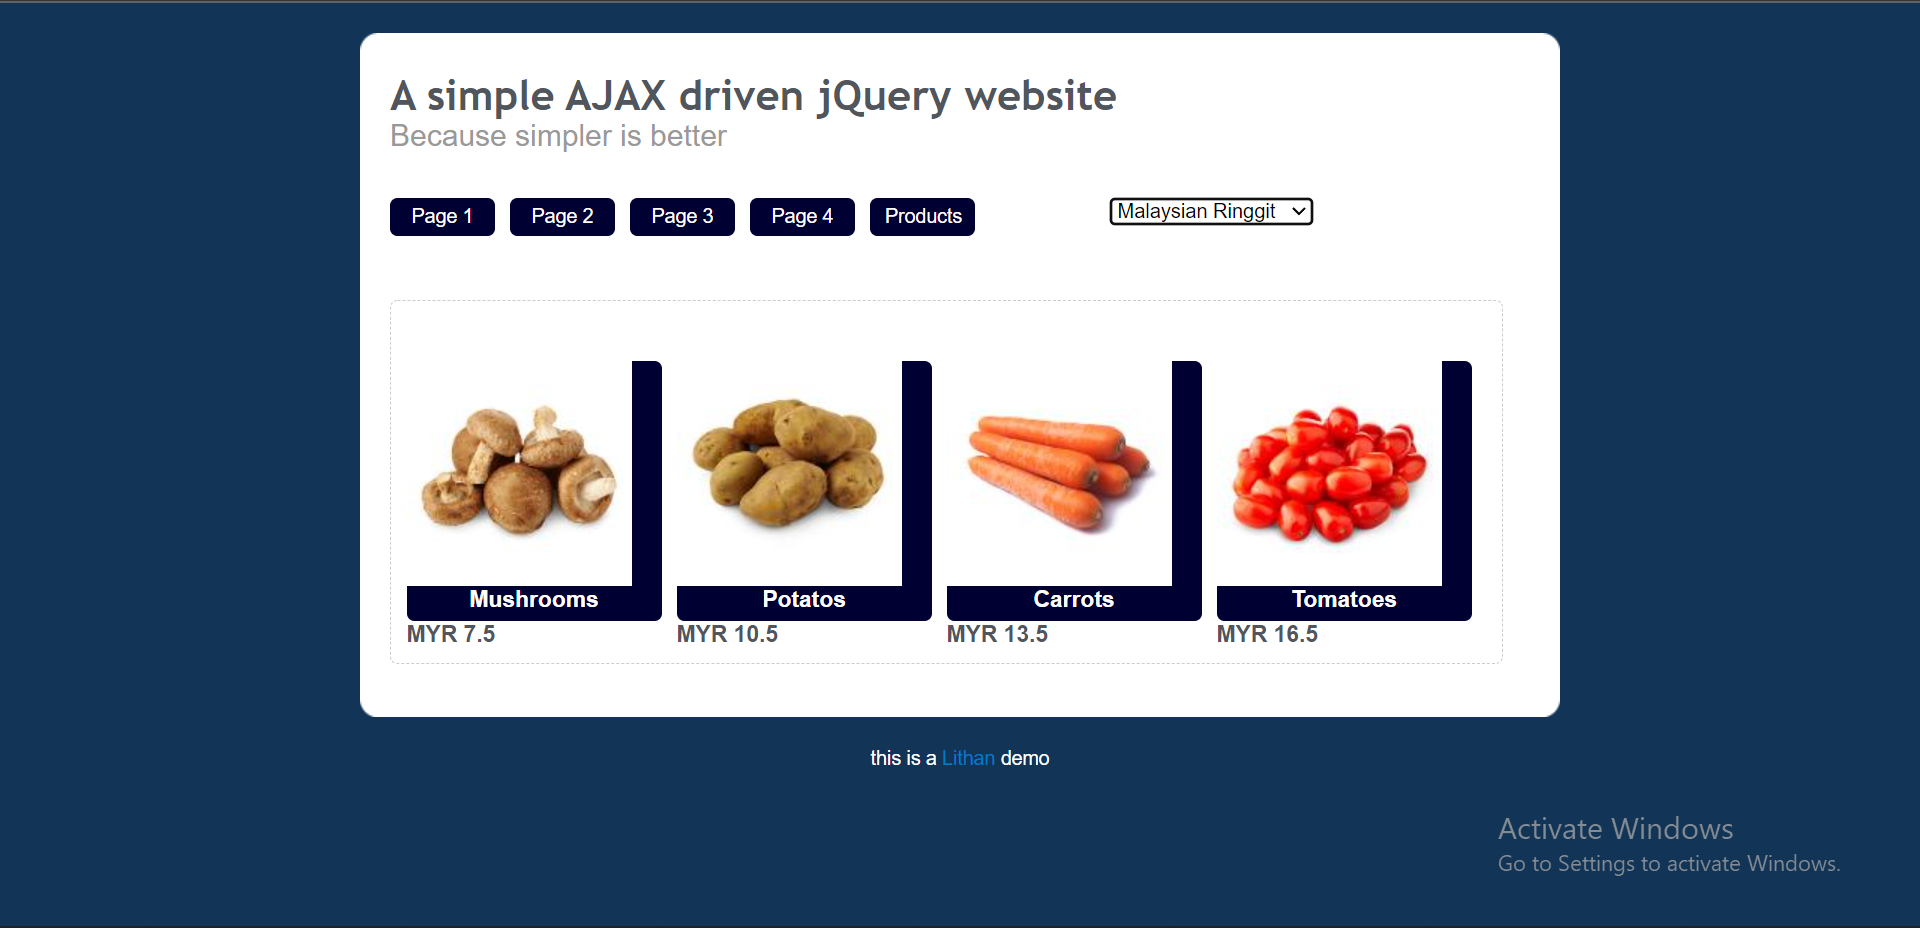 A simple AJAX driven jQuery website
Because simpler is better
Page 1 Page 2 Page 3 Page 4 Products Malaysian Ringgit
Mushrooms Potatos Carrots Tomatoes
MYR 7.5 MYR 10.5 MYR 13.5 MYR 16.5
this is a Lithan demo
Activate Windows
Go to Settings to activate Windows.